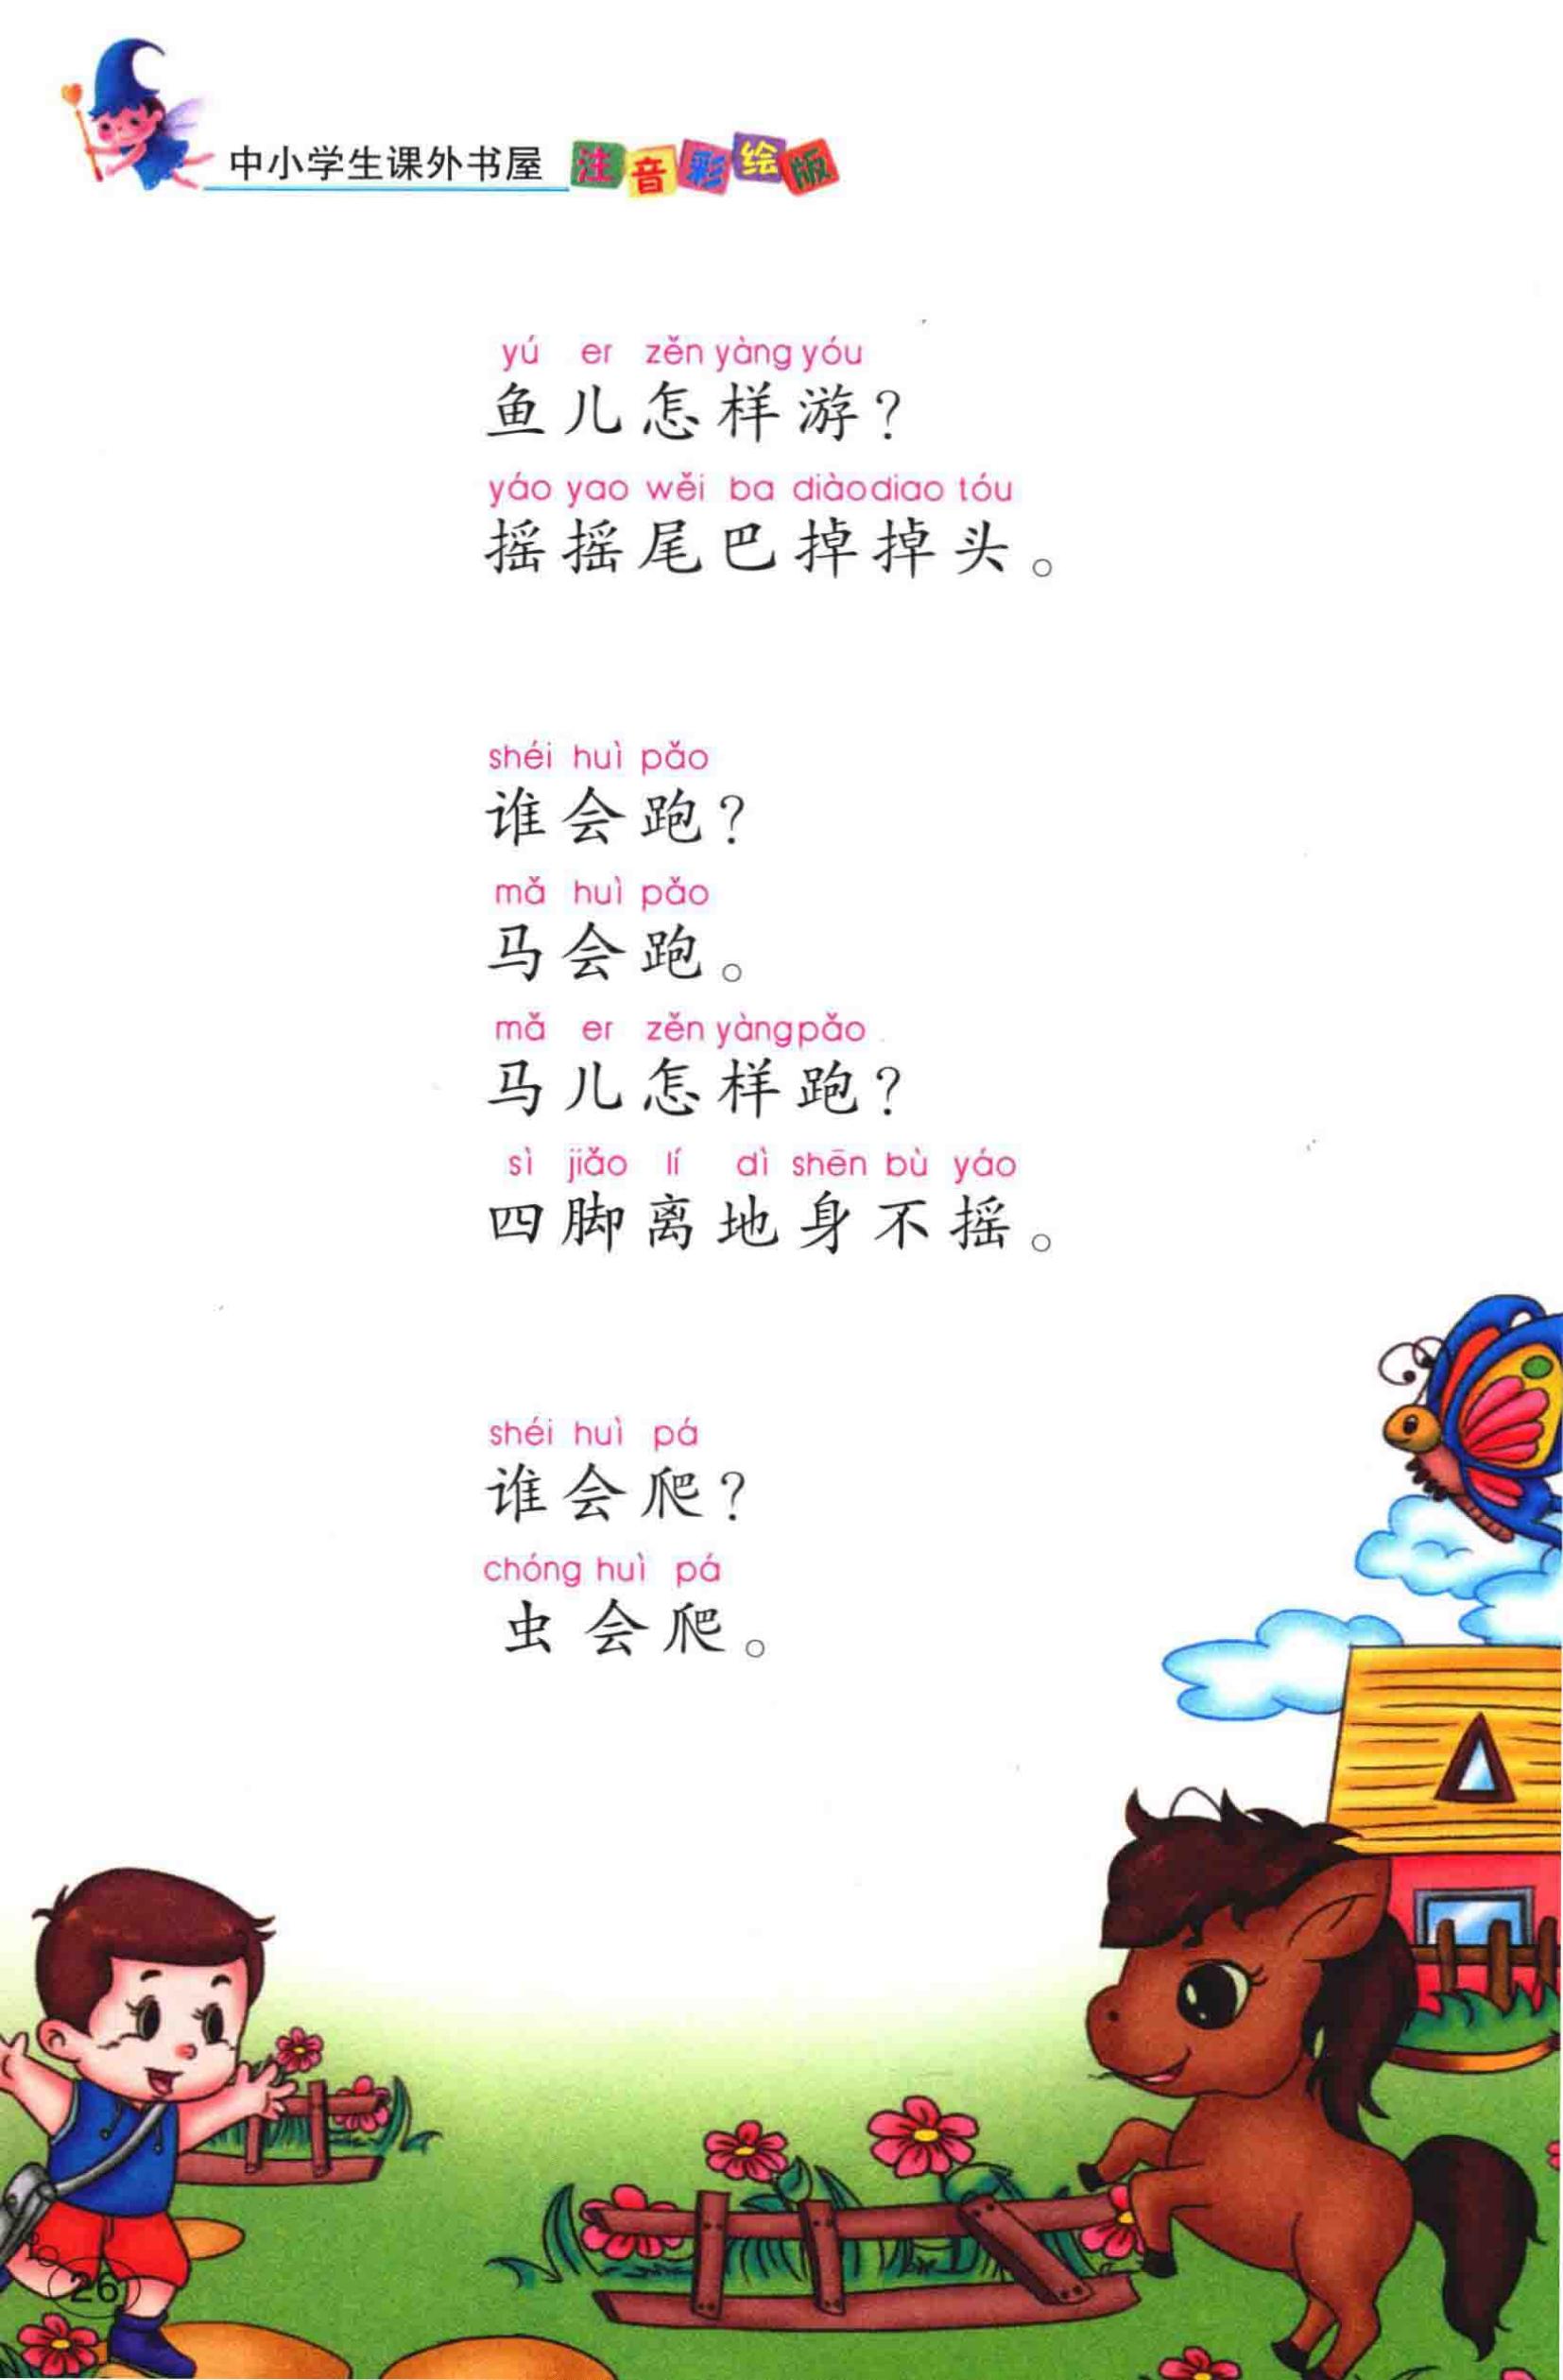 中小学生课外书屋 注音彩绘版
yú er zěn yàng yóu
鱼儿怎样游？
yáo yao wěi ba diào diao tóu
摇摇尾巴掉掉头。
shéi huì pǎo
谁会跑？
mǎ huì pǎo
马会跑。
mǎ er zěn yàng pǎo
马儿怎样跑？
sì jiǎo lí dì shēn bù yáo
四脚离地身不摇。
shéi huì pá
谁会爬？
chóng huì pá
虫会爬。
26